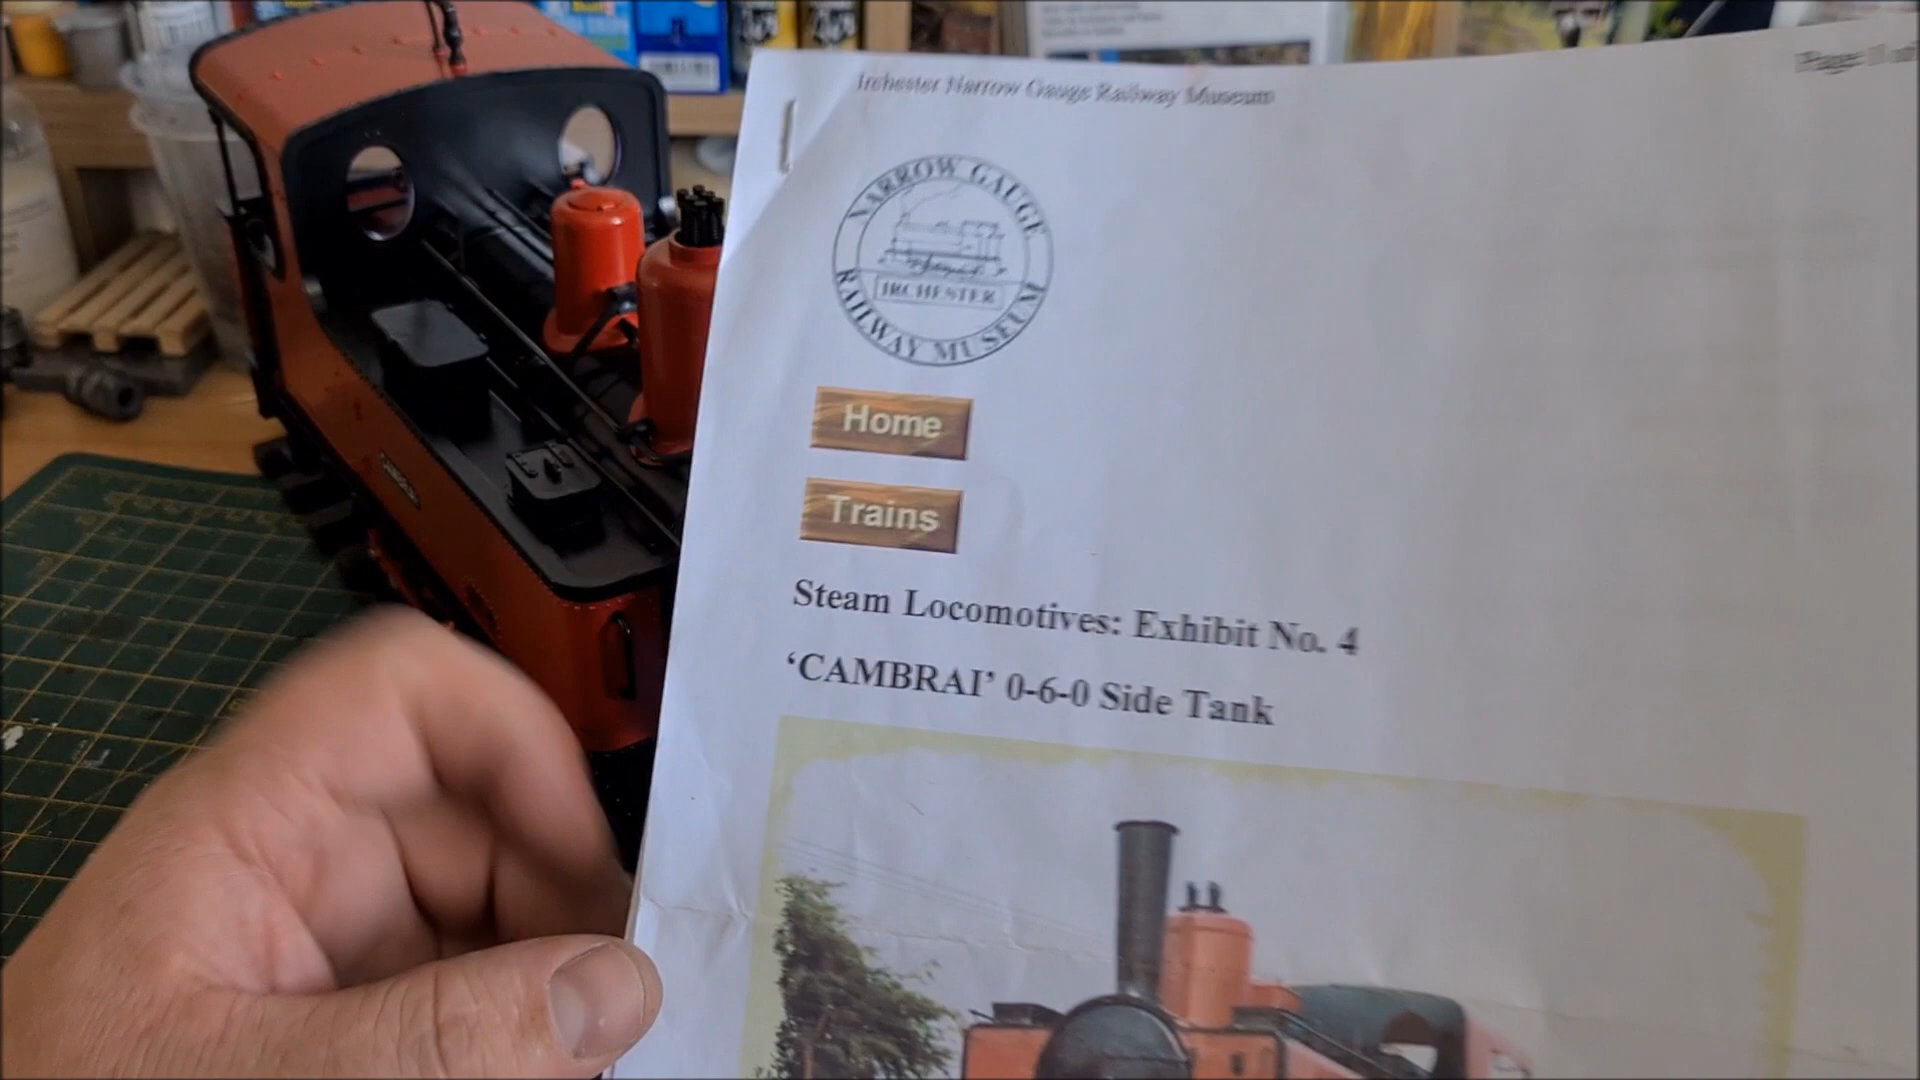 Irchester Narrow Gauge Railway Museum
NARROW GAUGE
IRCHESTER
RAILWAY MUSEUM
Home
Trains
Steam Locomotives: Exhibit No. 4
‘CAMBRAI’ 0-6-0 Side Tank